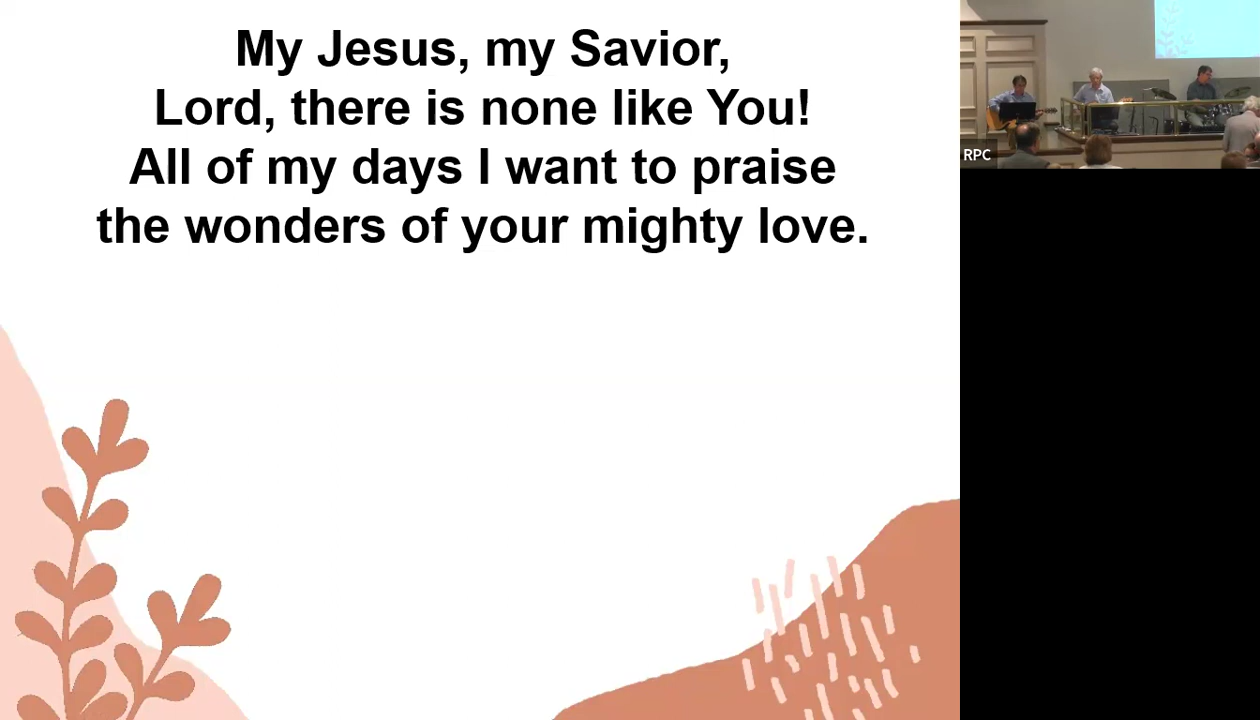 My Jesus, my Savior,
Lord, there is none like You!
All of my days I want to praise
the wonders of your mighty love.
RPC